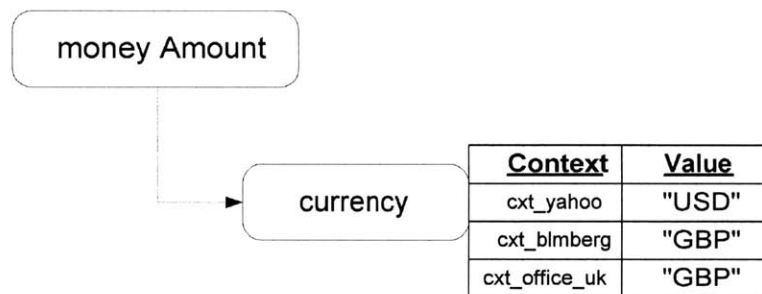 money Amount
currency
Context Value
cxt_yahoo "USD"
cxt_blmberg "GBP"
cxt_office_uk "GBP"